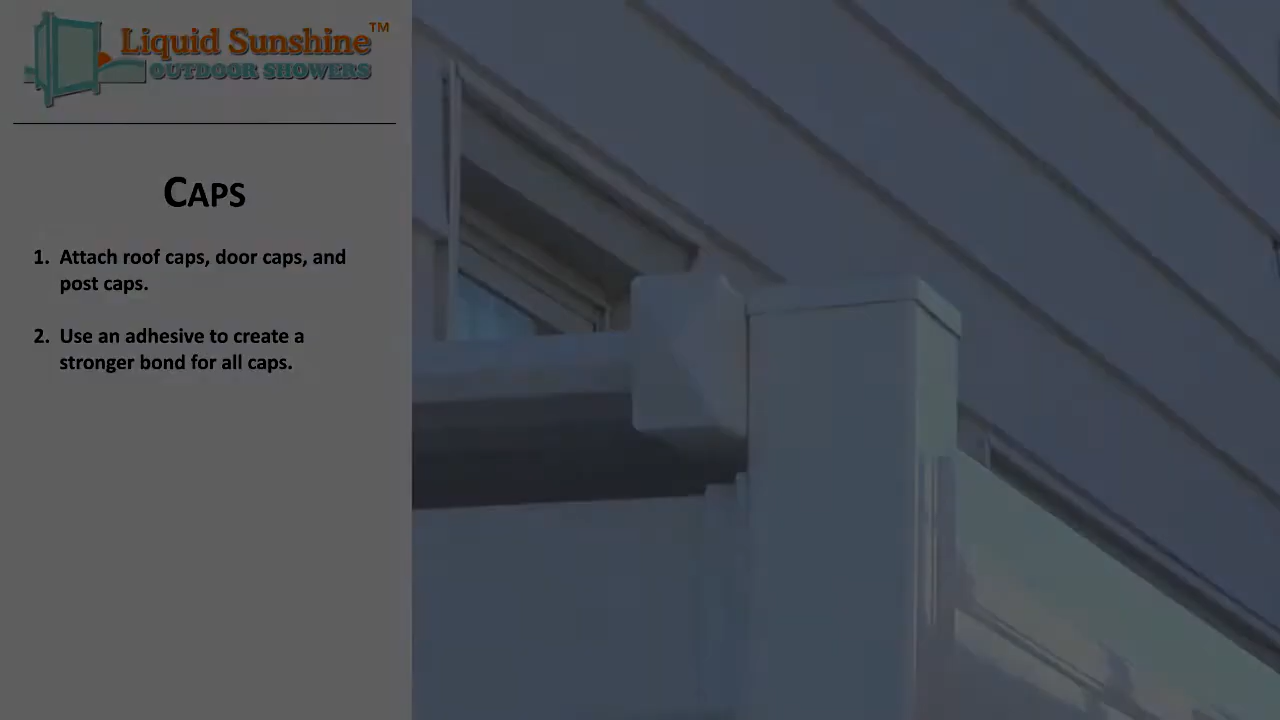 Liquid Sunshine™
OUTDOOR SHOWERS
CAPS
1. Attach roof caps, door caps, and
post caps.
2. Use an adhesive to create a
stronger bond for all caps.